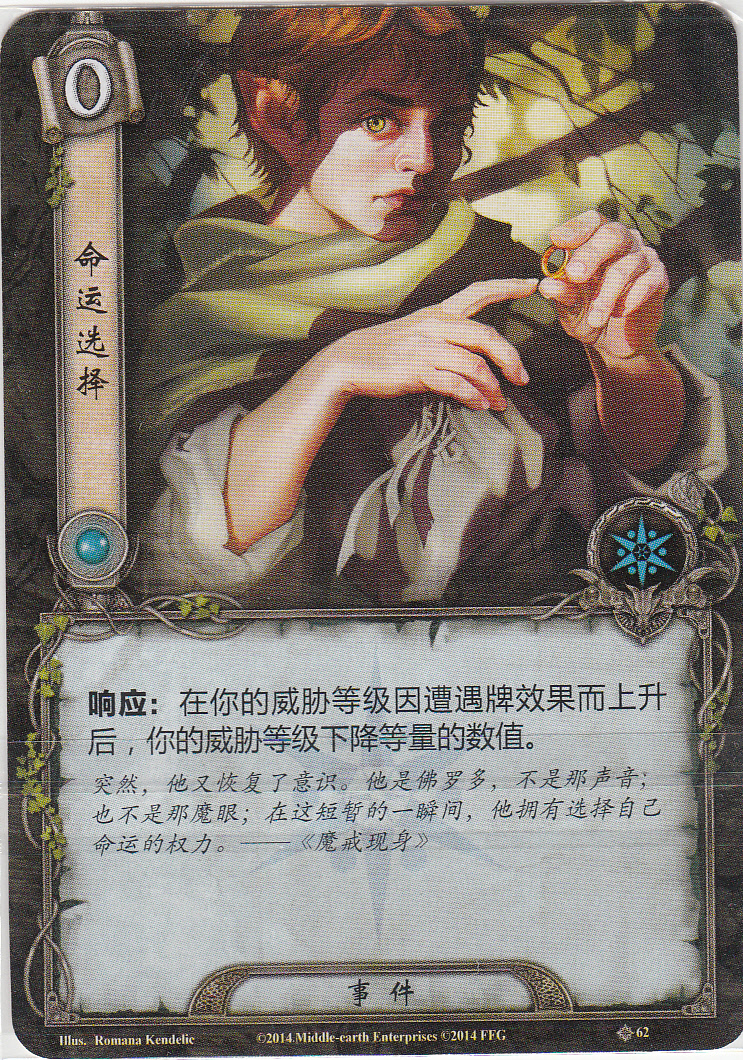 0
命运选择
响应：在你的威胁等级因遭遇牌效果而上升
后，你的威胁等级下降等量的数值。
突然，他又恢复了意识。他是佛罗多，不是那声音；
也不是那魔眼；在这短暂的一瞬间，他拥有选择自己
命运的权力。——《魔戒现身》
事件
Illus. Romana Kendelic
©2014 Middle-earth Enterprises ©2014 FFG
62